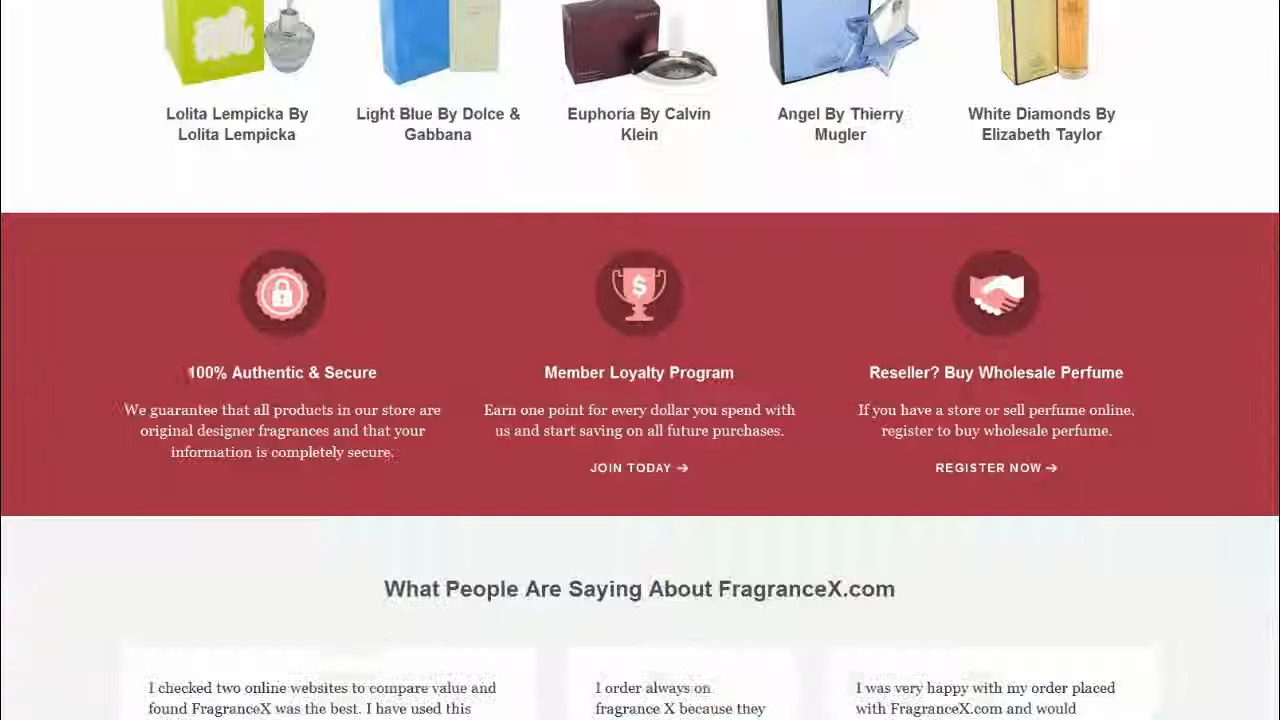 Lolita Lempicka By
Lolita Lempicka
Light Blue By Dolce &
Gabbana
Euphoria By Calvin
Klein
Angel By Thierry
Mugler
White Diamonds By
Elizabeth Taylor
100% Authentic & Secure
We guarantee that all products in our store are
original designer fragrances and that your
information is completely secure.
Member Loyalty Program
Earn one point for every dollar you spend with
us and start saving on all future purchases.
JOIN TODAY →
Reseller? Buy Wholesale Perfume
If you have a store or sell perfume online,
register to buy wholesale perfume.
REGISTER NOW →
What People Are Saying About FragranceX.com
I checked two online websites to compare value and
found FragranceX was the best. I have used this
I order always on
fragrance X because they
I was very happy with my order placed
with FragranceX.com and would